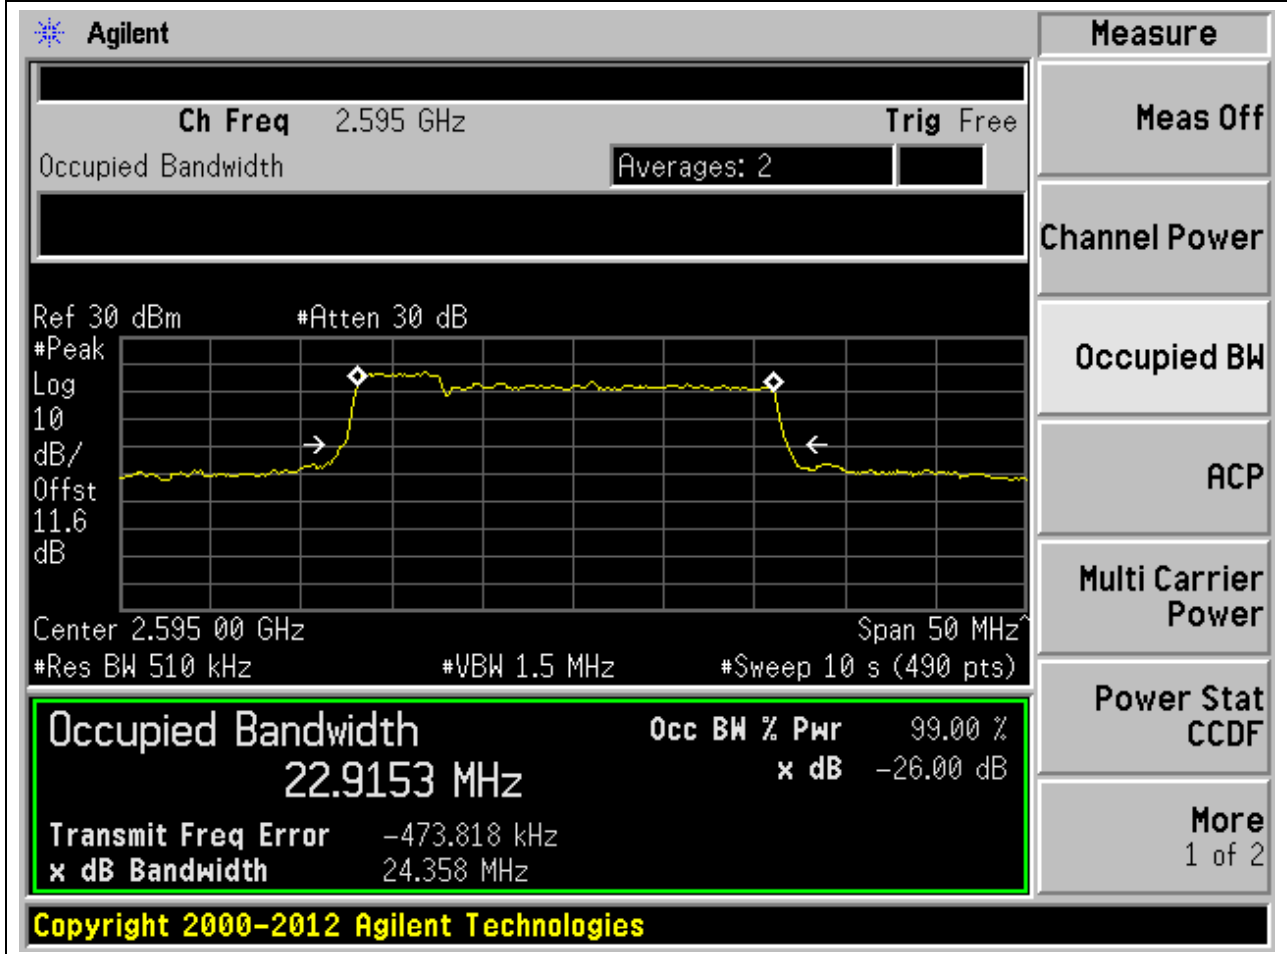 Agilent
Measure
Ch Freq 2.595 GHz Trig Free
Meas Off
Occupied Bandwidth Averages: 2
Channel Power
Ref 30 dBm #Atten 30 dB
#Peak
Log
10
dB/
Offst
11.6
dB
Occupied BW
ACP
Center 2.595 00 GHz Span 50 MHz^
#Res BW 510 kHz #VBW 1.5 MHz #Sweep 10 s (490 pts)
Multi Carrier
Power
Occupied Bandwidth Occ BW % Pwr 99.00 %
22.9153 MHz x dB -26.00 dB
Transmit Freq Error -473.818 kHz
x dB Bandwidth 24.358 MHz
Power Stat
CCDF
More
1 of 2
Copyright 2000-2012 Agilent Technologies